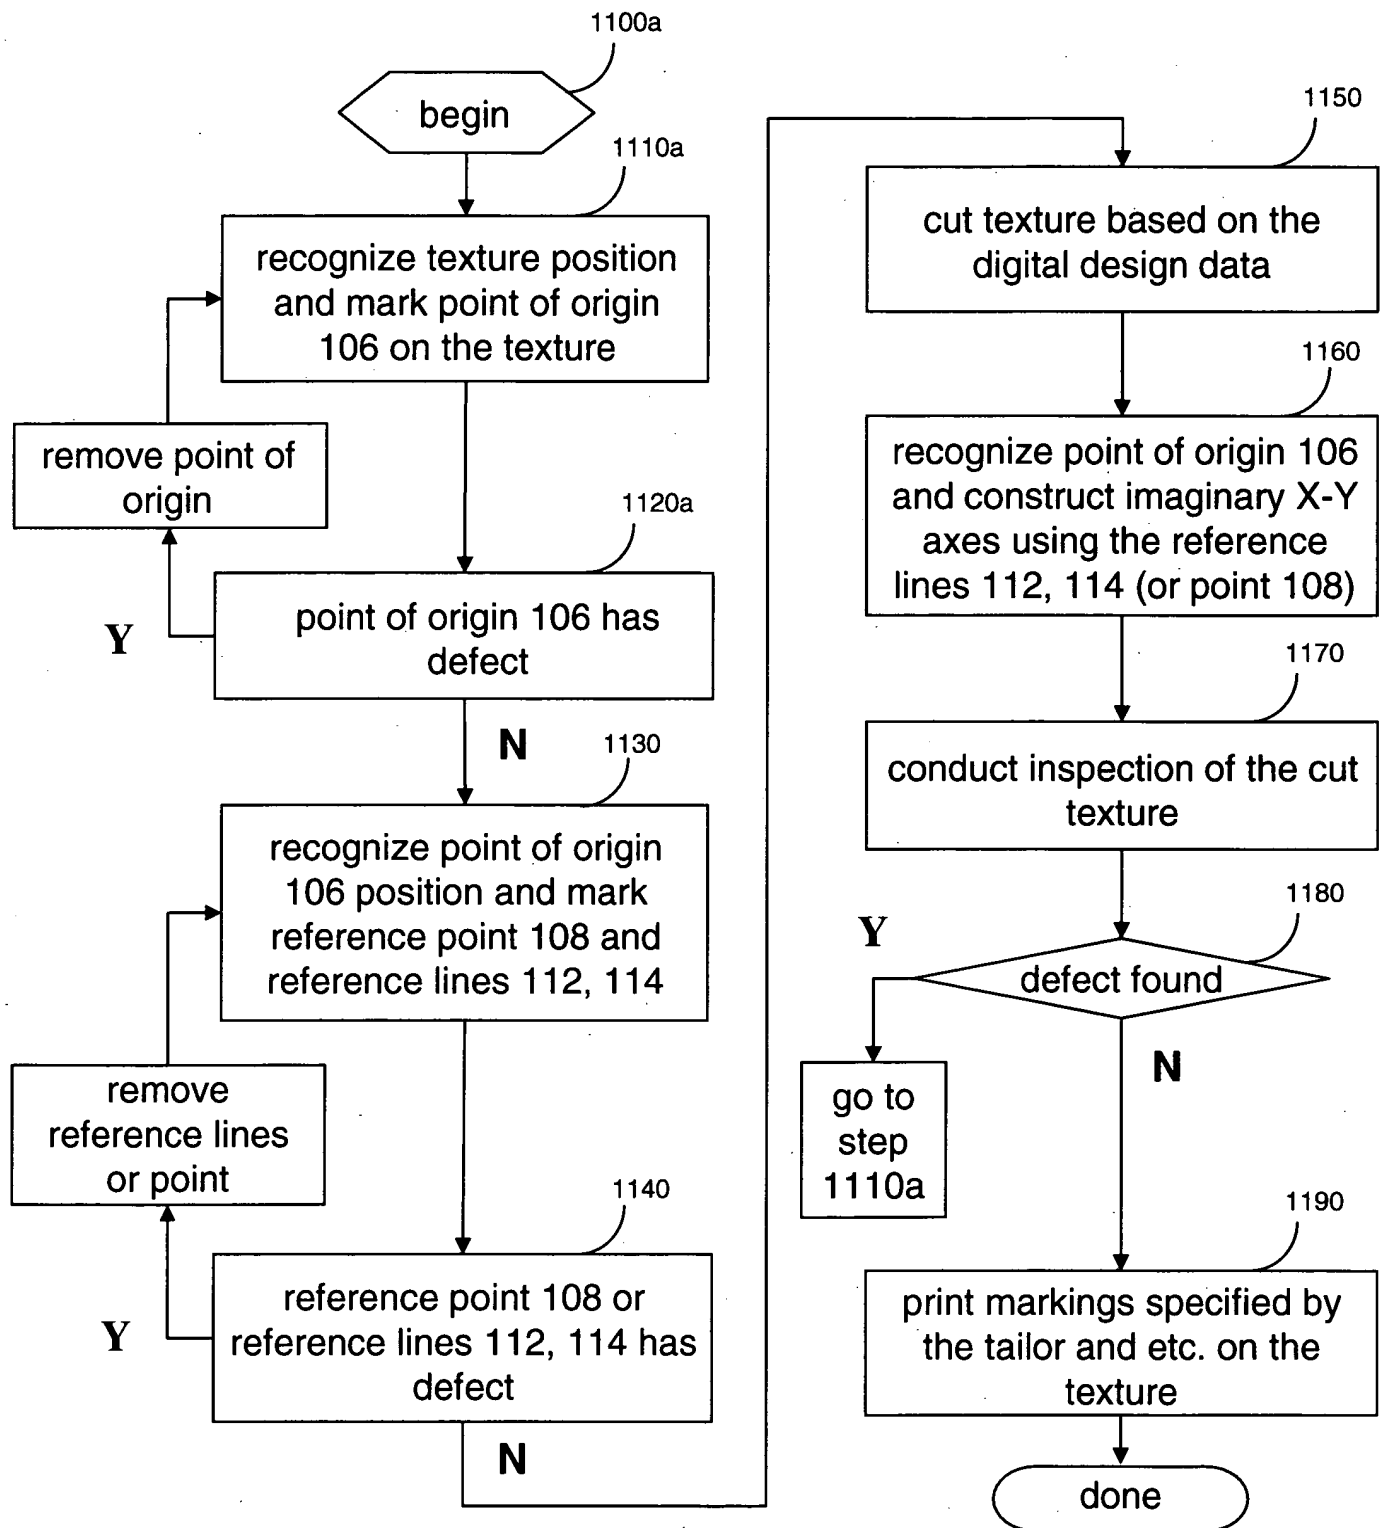 1100a
begin
1110a
recognize texture position
and mark point of origin
106 on the texture
remove point of
origin
1120a
point of origin 106 has
defect
Y
N
1130
recognize point of origin
106 position and mark
reference point 108 and
reference lines 112, 114
remove
reference lines
or point
1140
reference point 108 or
reference lines 112, 114 has
defect
Y
N
1150
cut texture based on the
digital design data
1160
recognize point of origin 106
and construct imaginary X-Y
axes using the reference
lines 112, 114 (or point 108)
1170
conduct inspection of the cut
texture
1180
Y
defect found
N
go to
step
1110a
1190
print markings specified by
the tailor and etc. on the
texture
done